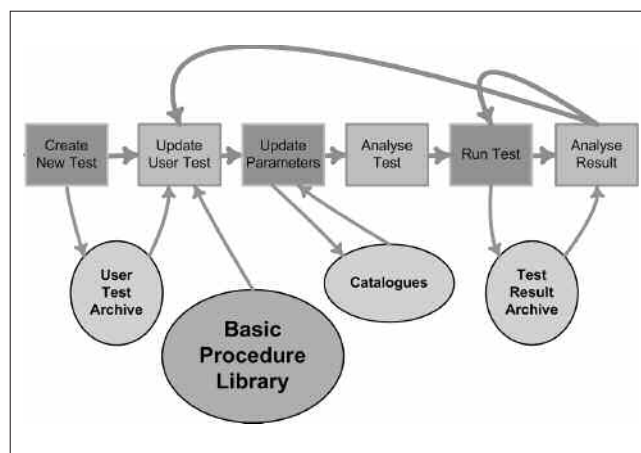 Create
New Test
Update
User Test
Update
Parameters
Analyse
Test
Run Test
Analyse
Result
User
Test
Archive
Basic
Procedure
Library
Catalogues
Test
Result
Archive